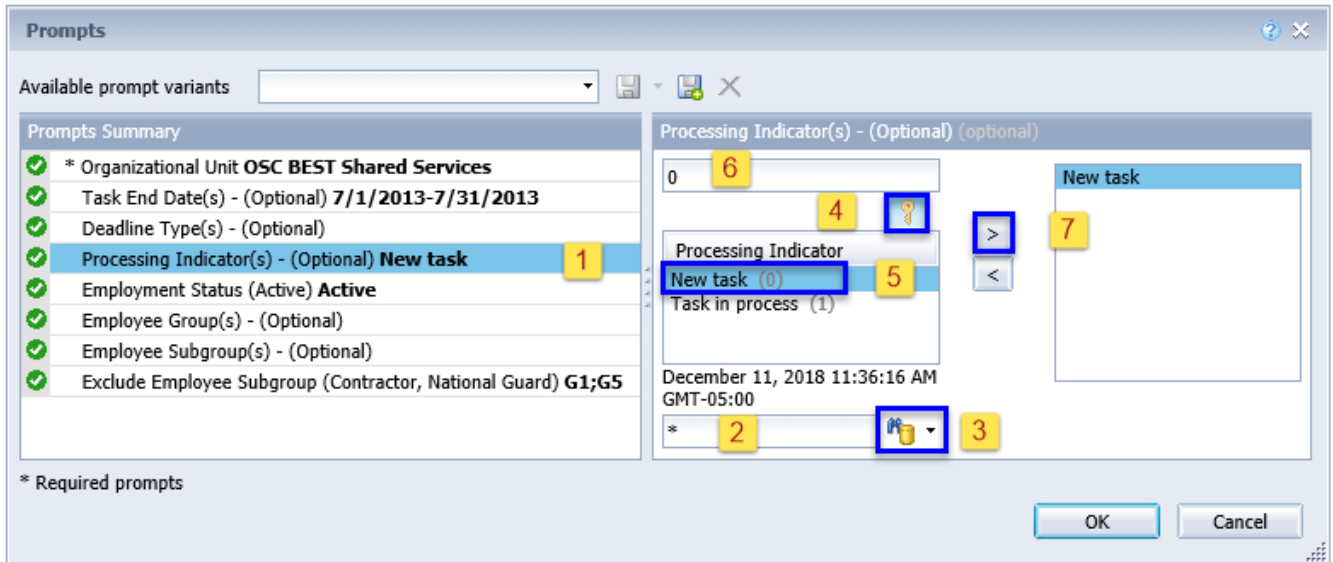 Prompts
Available prompt variants
Prompts Summary
* Organizational Unit OSC BEST Shared Services
Task End Date(s) - (Optional) 7/1/2013-7/31/2013
Deadline Type(s) - (Optional)
Processing Indicator(s) - (Optional) New task 1
Employment Status (Active) Active
Employee Group(s) - (Optional)
Employee Subgroup(s) - (Optional)
Exclude Employee Subgroup (Contractor, National Guard) G1;G5
Processing Indicator(s) - (Optional) (optional)
0 6
4
Processing Indicator
New task (0) 5
Task in process (1)
December 11, 2018 11:36:16 AM
GMT-05:00
* 2
3
> 7
<
New task
* Required prompts
OK Cancel